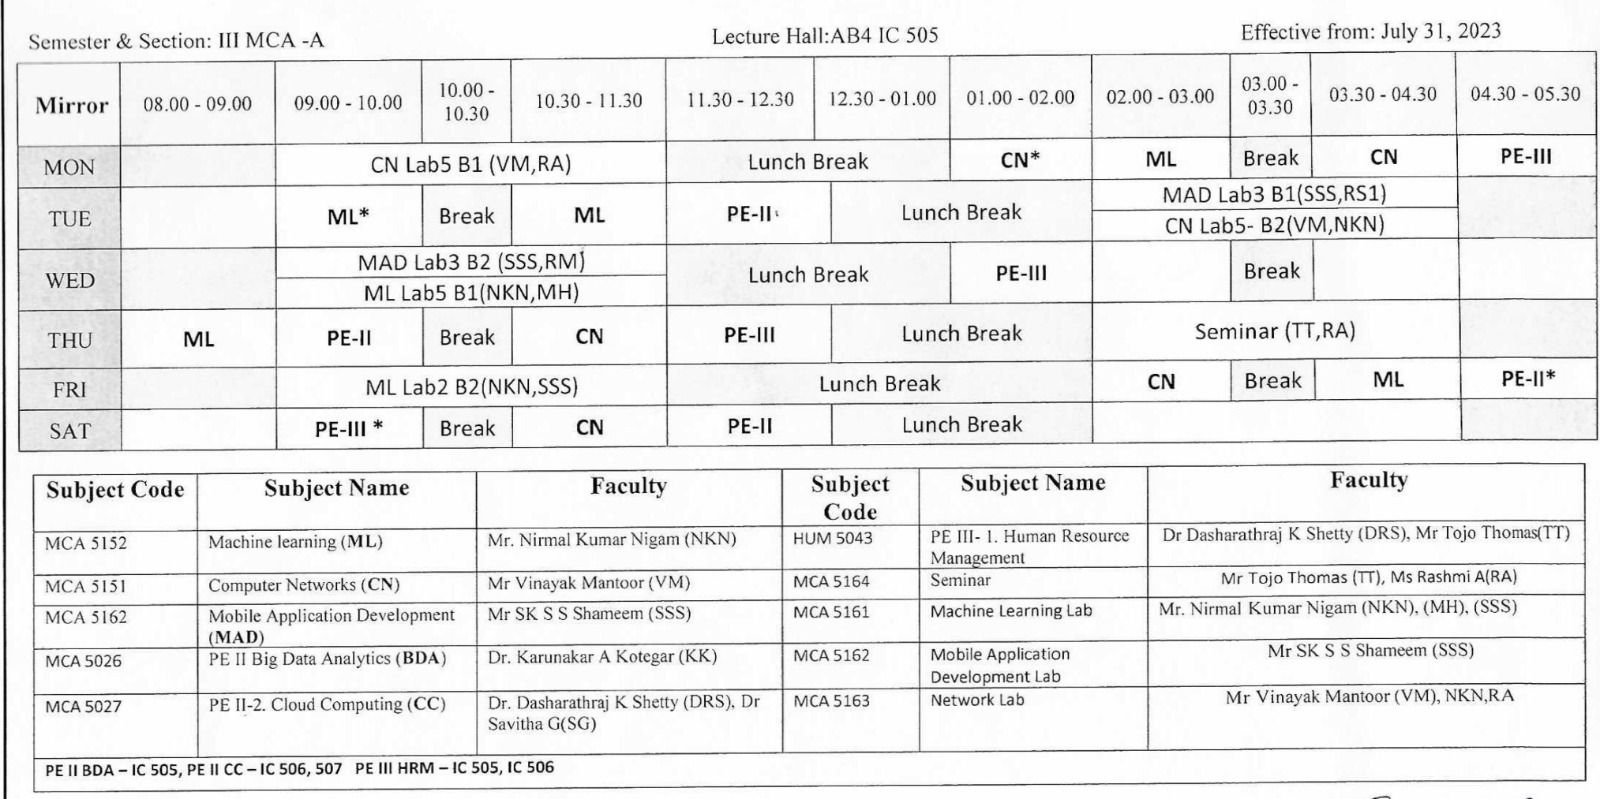 Semester & Section: III MCA -A Lecture Hall:AB4 IC 505 Effective from: July 31, 2023
Mirror 08.00 - 09.00 09.00 - 10.00 10.00 - 10.30 10.30 - 11.30 11.30 - 12.30 12.30 - 01.00 01.00 - 02.00 02.00 - 03.00 03.00 - 03.30 03.30 - 04.30 04.30 - 05.30
MON CN Lab5 B1 (VM,RA) Lunch Break CN* ML Break CN PE-III
TUE ML* Break ML PE-II Lunch Break MAD Lab3 B1(SSS,RS1)
CN Lab5- B2(VM,NKN)
WED MAD Lab3 B2 (SSS,RM) Lunch Break PE-III Break
ML Lab5 B1(NKN,MH)
THU ML PE-II Break CN PE-III Lunch Break Seminar (TT,RA)
FRI ML Lab2 B2(NKN,SSS) Lunch Break CN Break ML PE-II*
SAT PE-III * Break CN PE-II Lunch Break
Subject Code Subject Name Faculty Subject Code Subject Name Faculty
MCA 5152 Machine learning (ML) Mr. Nirmal Kumar Nigam (NKN) HUM 5043 PE III- 1. Human Resource Management Dr Dasharathraj K Shetty (DRS), Mr Tojo Thomas(TT)
MCA 5151 Computer Networks (CN) Mr Vinayak Mantoor (VM) MCA 5164 Seminar Mr Tojo Thomas (TT), Ms Rashmi A(RA)
MCA 5162 Mobile Application Development (MAD) Mr SK S S Shameem (SSS) MCA 5161 Machine Learning Lab Mr. Nirmal Kumar Nigam (NKN), (MH), (SSS)
MCA 5026 PE II Big Data Analytics (BDA) Dr. Karunakar A Kotegar (KK) MCA 5162 Mobile Application Development Lab Mr SK S S Shameem (SSS)
MCA 5027 PE II-2. Cloud Computing (CC) Dr. Dasharathraj K Shetty (DRS), Dr Savitha G(SG) MCA 5163 Network Lab Mr Vinayak Mantoor (VM), NKN,RA
PE II BDA – IC 505, PE II CC – IC 506, 507 PE III HRM – IC 505, IC 506